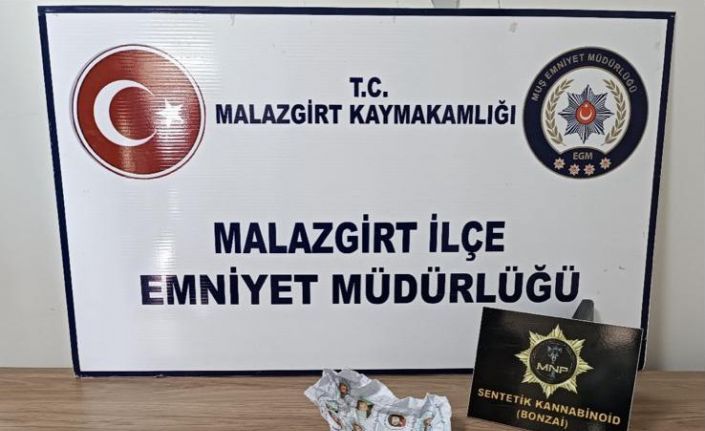 T.C.
MALAZGİRT KAYMAKAMLIĞI
MUŞ EMNİYET MÜDÜRLÜĞÜ
EGM
MALAZGİRT İLÇE
EMNİYET MÜDÜRLÜĞÜ
MNP
SENTETİK KANNABİNOİD
(BONZAİ)